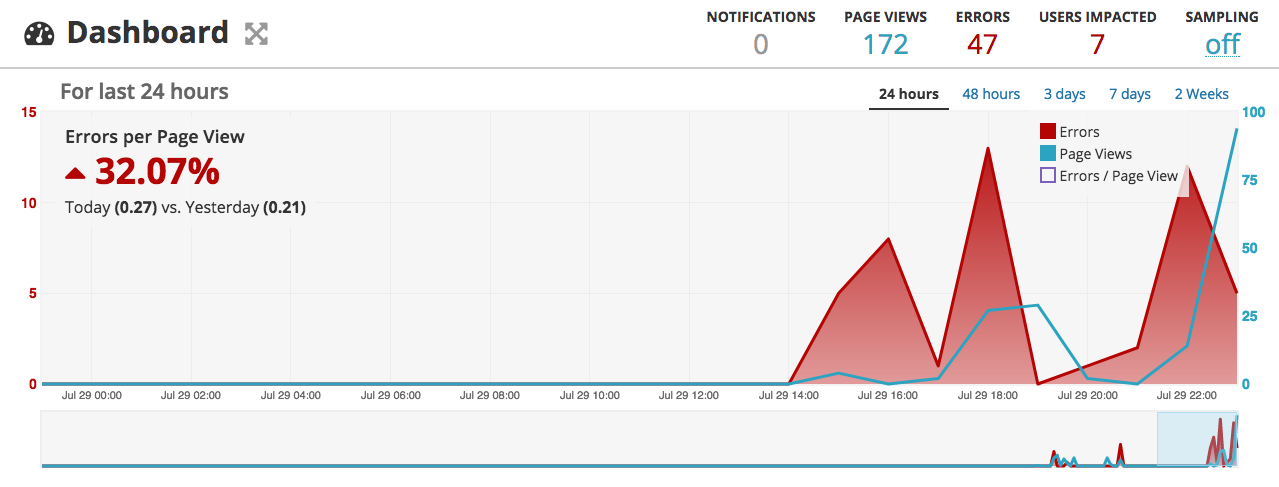 Dashboard
NOTIFICATIONS PAGE VIEWS ERRORS USERS IMPACTED SAMPLING
0 172 47 7 off
For last 24 hours
24 hours 48 hours 3 days 7 days 2 Weeks
15 100
Errors per Page View
32.07%
Today (0.27) vs. Yesterday (0.21)
Errors
Page Views
Errors / Page View
75
10
50
5
25
0 0
Jul 29 00:00 Jul 29 02:00 Jul 29 04:00 Jul 29 06:00 Jul 29 08:00 Jul 29 10:00 Jul 29 12:00 Jul 29 14:00 Jul 29 16:00 Jul 29 18:00 Jul 29 20:00 Jul 29 22:00